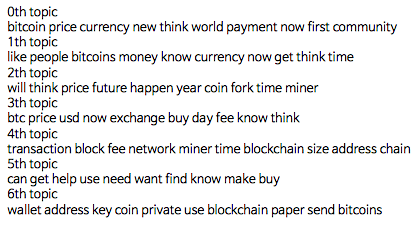 0th topic
bitcoin price currency new think world payment now first community
1th topic
like people bitcoins money know currency now get think time
2th topic
will think price future happen year coin fork time miner
3th topic
btc price usd now exchange buy day fee know think
4th topic
transaction block fee network miner time blockchain size address chain
5th topic
can get help use need want find know make buy
6th topic
wallet address key coin private use blockchain paper send bitcoins